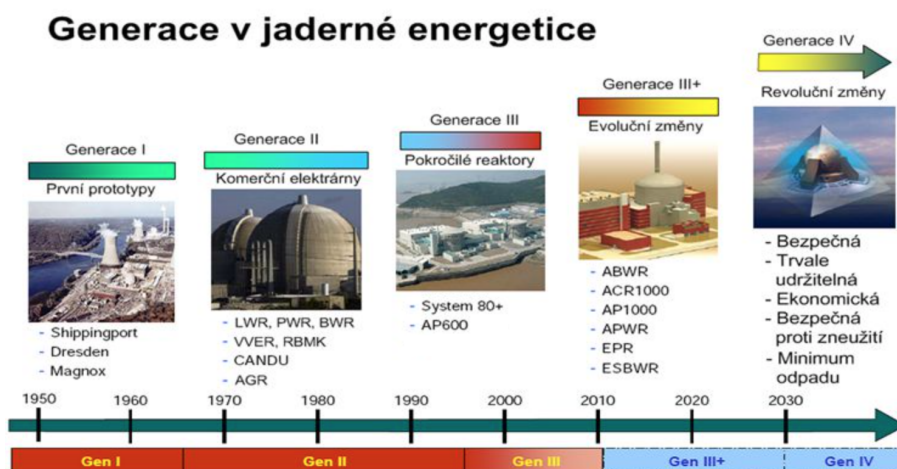 Generace v jaderné energetice
Generace I
První prototypy
- Shippingport
- Dresden
- Magnox
Generace II
Komerční elektrárny
- LWR, PWR, BWR
- VVER, RBMK
- CANDU
- AGR
Generace III
Pokročilé reaktory
- System 80+
- AP600
Generace III+
Evoluční změny
- ABWR
- ACR1000
- AP1000
- APWR
- EPR
- ESBWR
Generace IV
Revoluční změny
- Bezpečná
- Trvale
udržitelná
- Ekonomická
- Bezpečná
proti zneužití
- Minimum
odpadu
1950 1960 1970 1980 1990 2000 2010 2020 2030
Gen I Gen II Gen III Gen III+ Gen IV